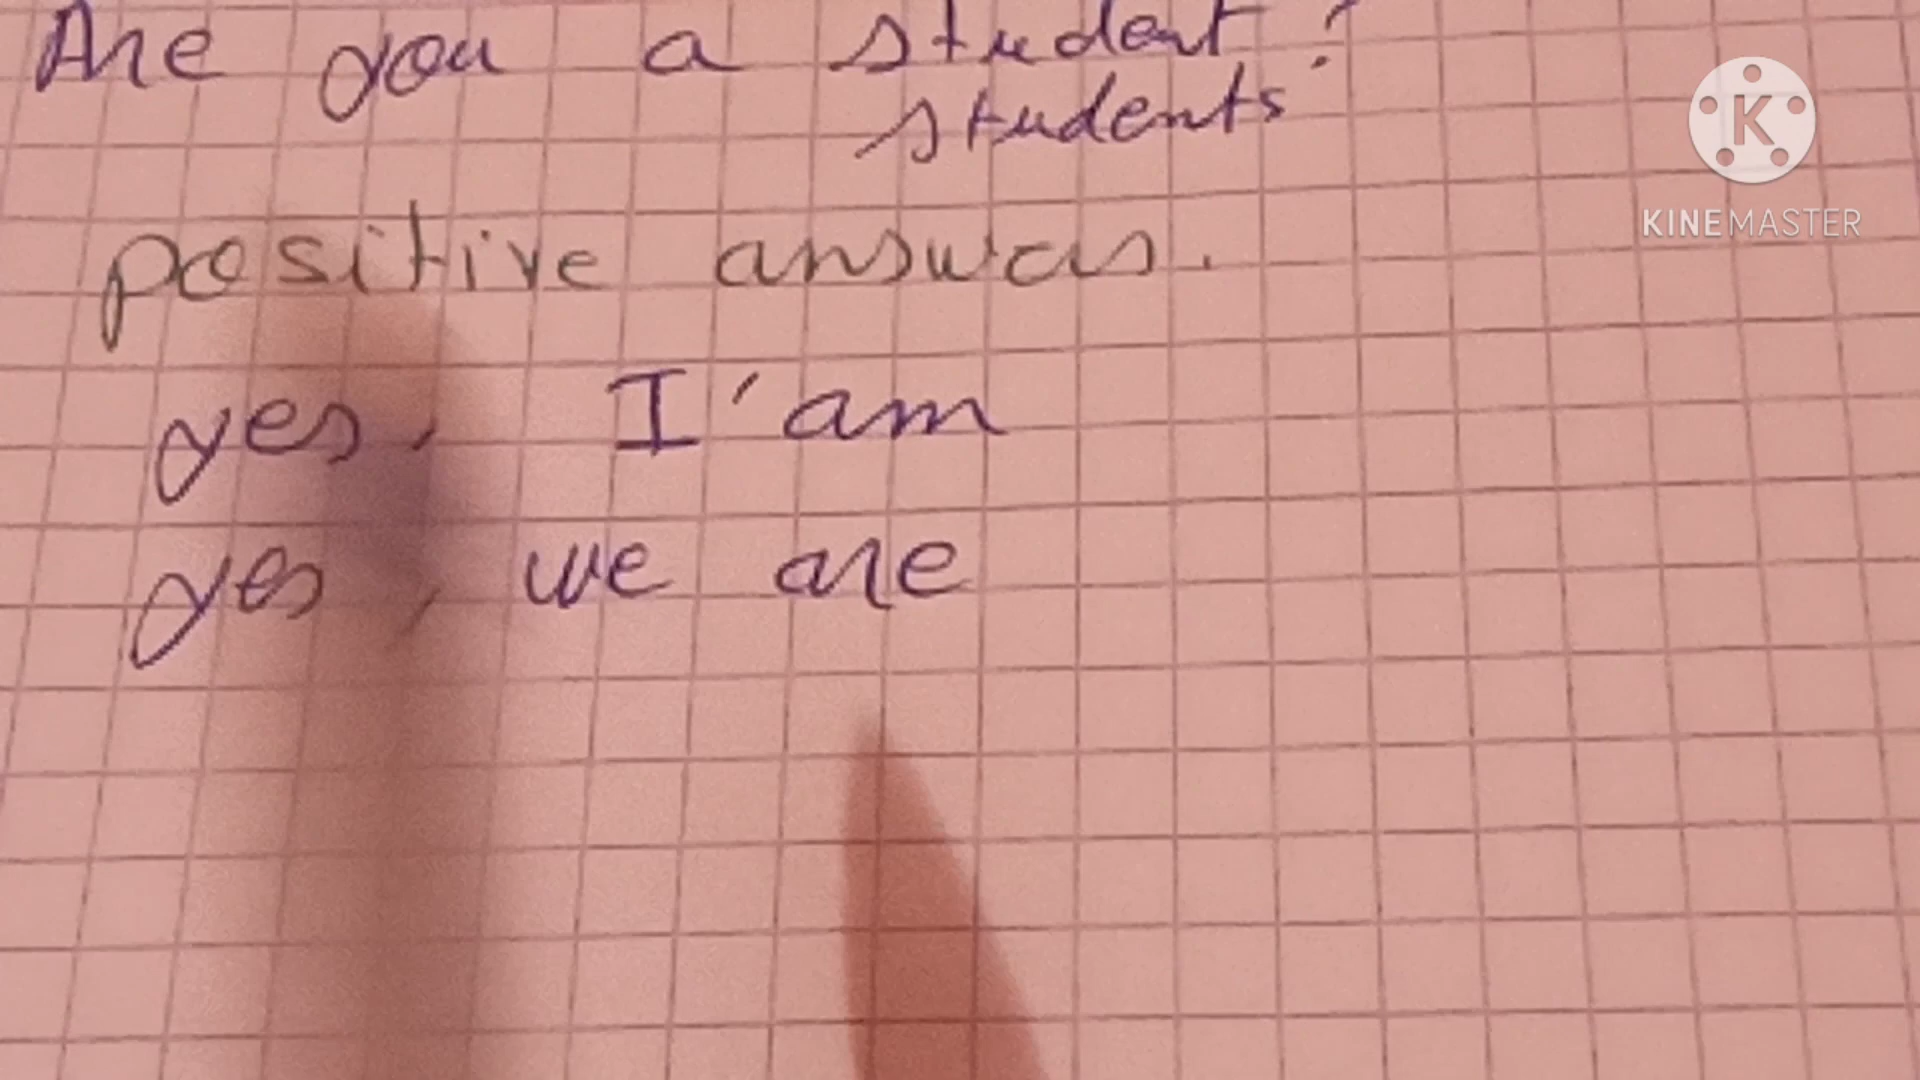 Are you a student?
students
positive answers.
yes, I'am
yes, we are
K
KINEMASTER